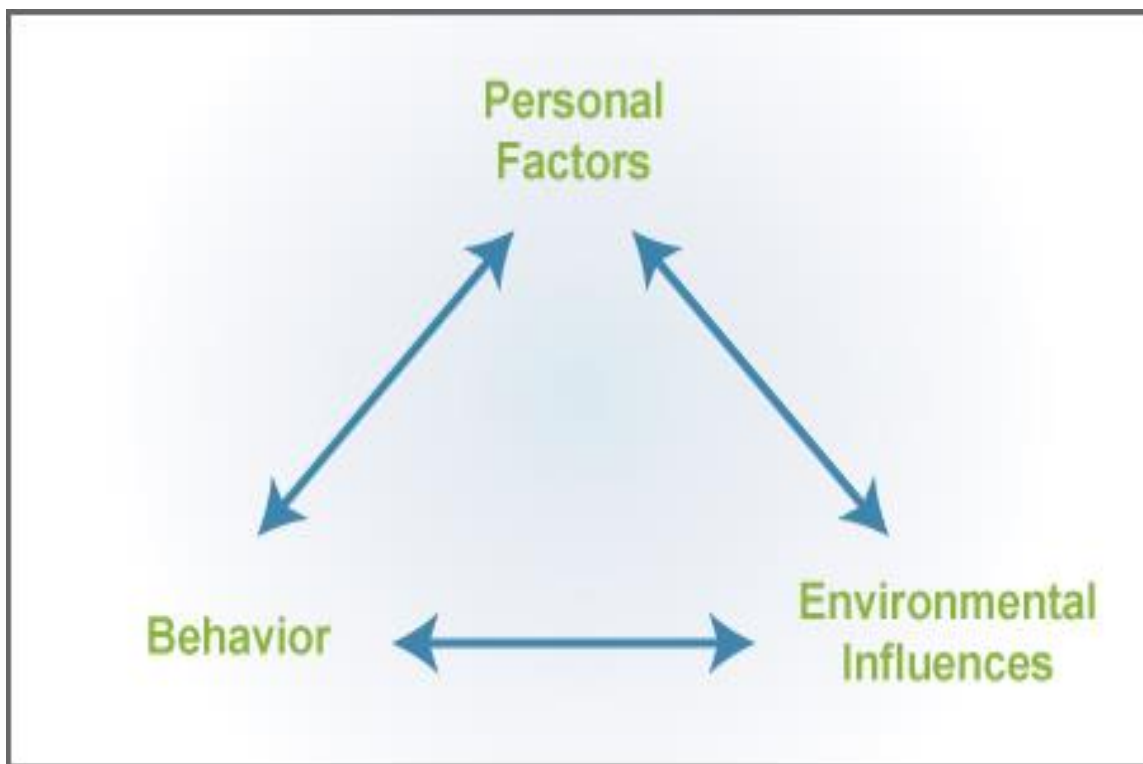 Personal
Factors
Behavior
Environmental
Influences